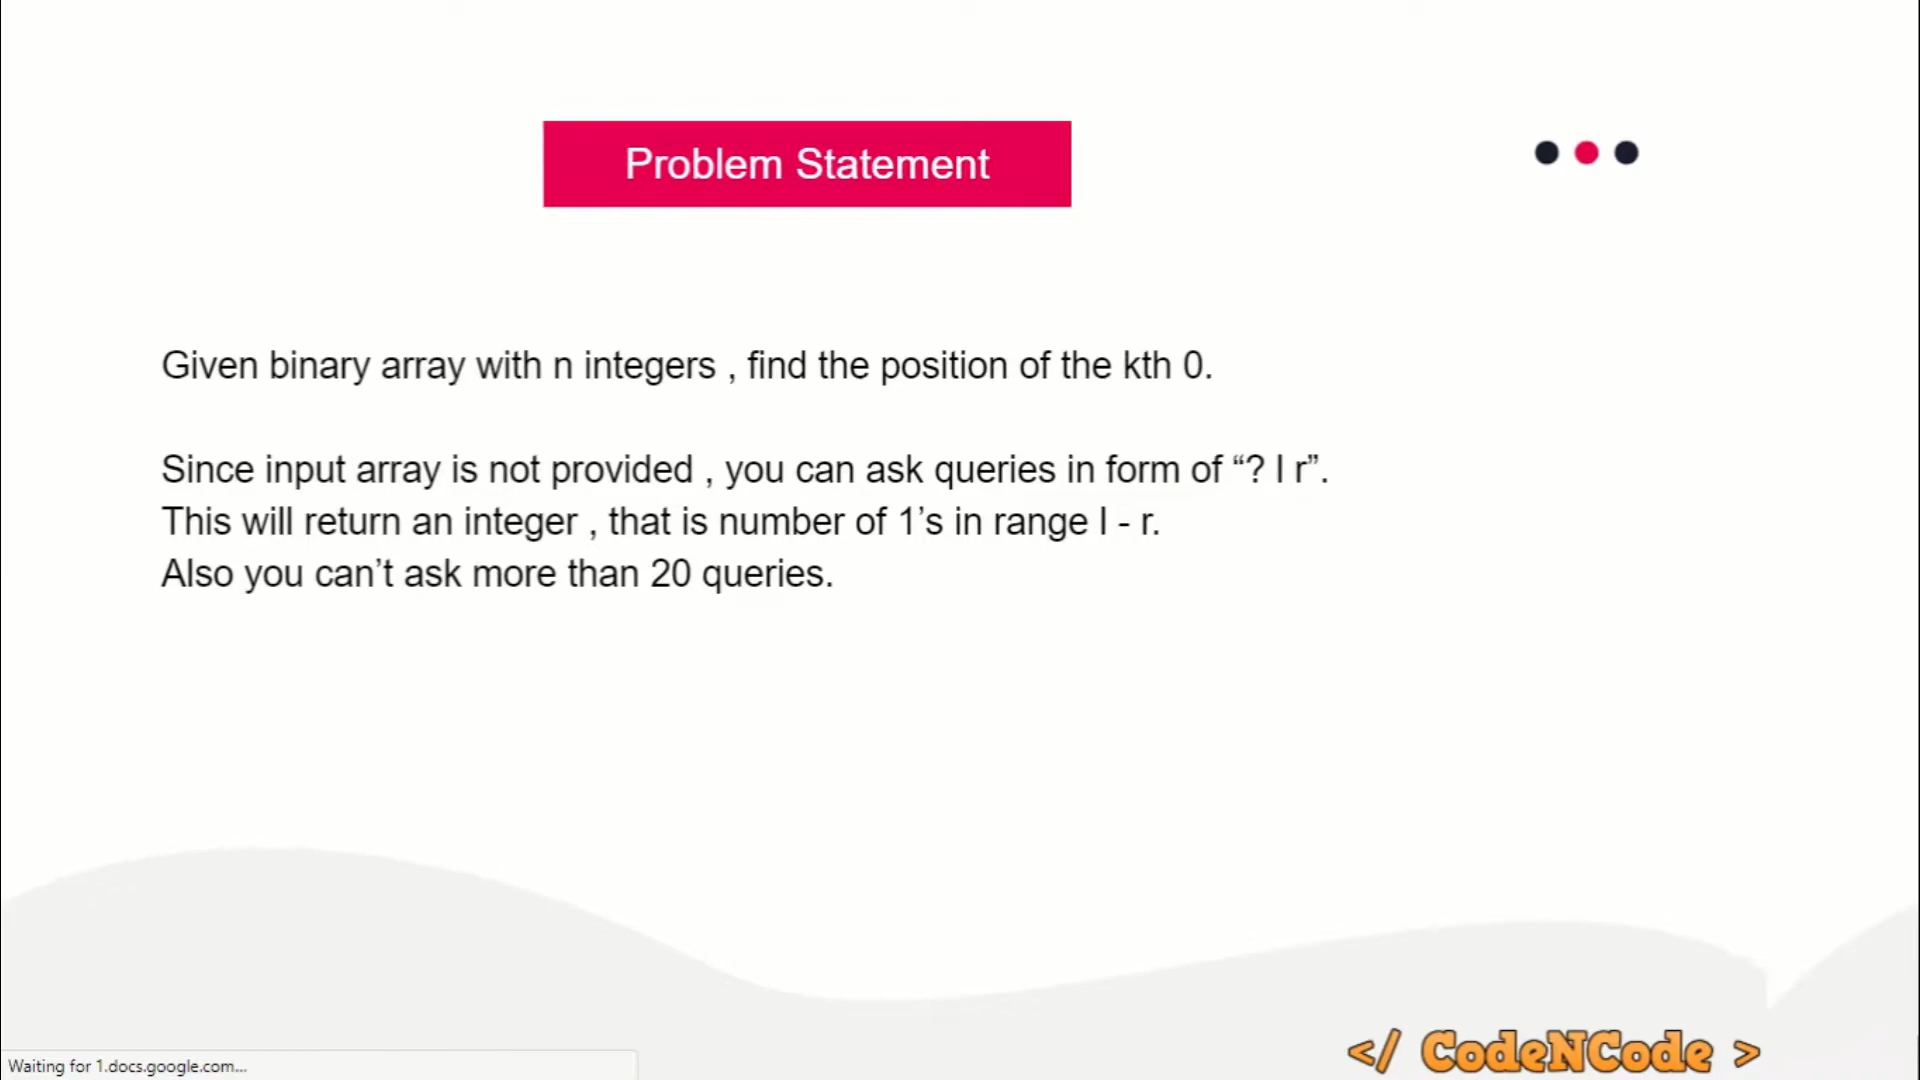 Problem Statement
Given binary array with n integers , find the position of the kth 0.
Since input array is not provided , you can ask queries in form of “? l r”.
This will return an integer , that is number of 1’s in range l - r.
Also you can’t ask more than 20 queries.
</ CodeNCode >
Waiting for 1.docs.google.com...